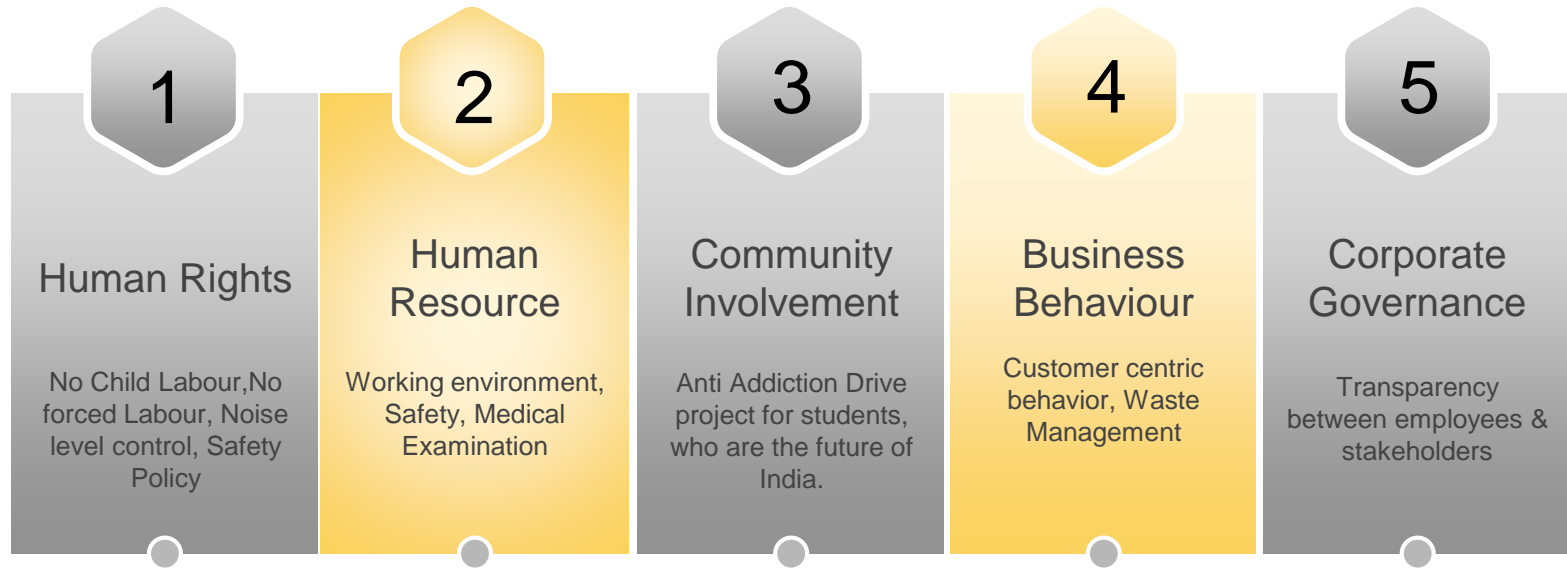 1
Human Rights
No Child Labour,No
forced Labour, Noise
level control, Safety
Policy
2
Human
Resource
Working environment,
Safety, Medical
Examination
3
Community
Involvement
Anti Addiction Drive
project for students,
who are the future of
India.
4
Business
Behaviour
Customer centric
behavior, Waste
Management
5
Corporate
Governance
Transparency
between employees &
stakeholders